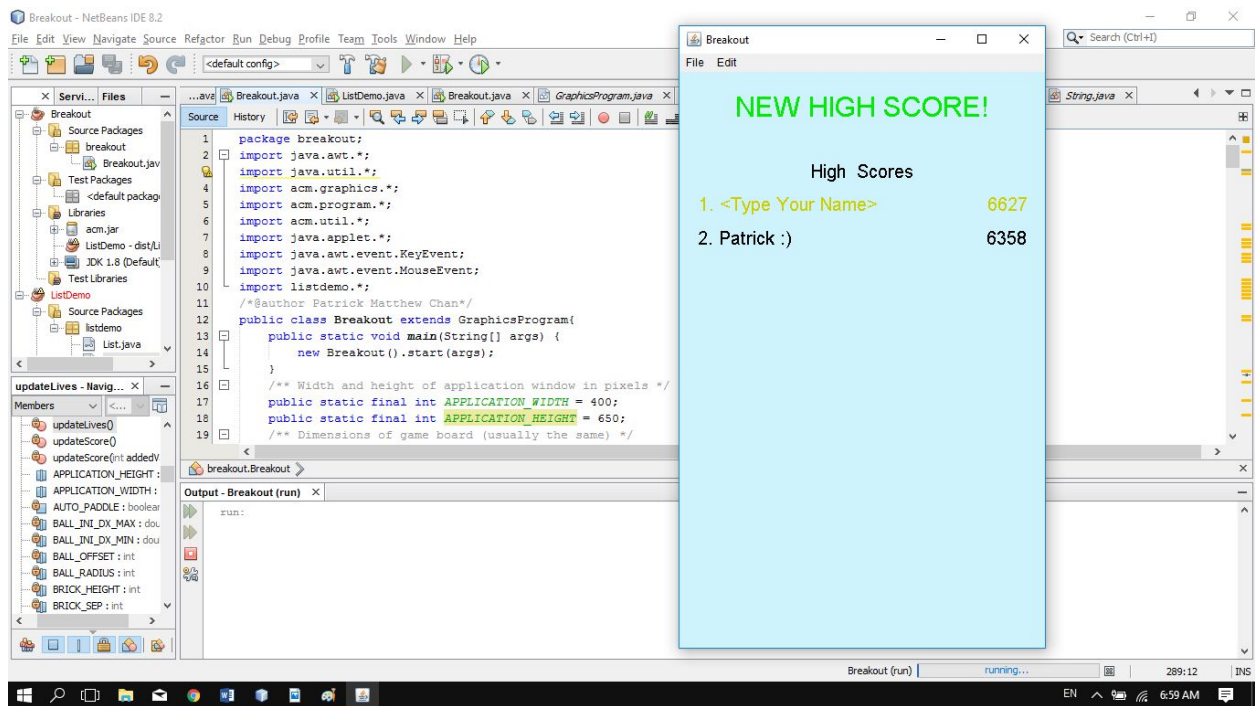 Breakout - NetBeans IDE 8.2
File Edit View Navigate Source Refactor Run Debug Profile Team Tools Window Help
Search (Ctrl+I)
<default config>
Servi... Files
...ava Breakout.java ListDemo.java Breakout.java GraphicsProgram.java String.java
Source History
Breakout
Source Packages
breakout
Breakout.jav
Test Packages
<default packag
Libraries
acm.jar
ListDemo - dist/Li
JDK 1.8 (Default
Test Libraries
ListDemo
Source Packages
listdemo
List.java
1 package breakout;
2 import java.awt.*;
import java.util.*;
4 import acm.graphics.*;
5 import acm.program.*;
6 import acm.util.*;
7 import java.applet.*;
8 import java.awt.event.KeyEvent;
9 import java.awt.event.MouseEvent;
10 import listdemo.*;
11 /*@author Patrick Matthew Chan*/
12 public class Breakout extends GraphicsProgram{
13 public static void main(String[] args) {
14 new Breakout().start(args);
15 }
16 /** Width and height of application window in pixels */
17 public static final int APPLICATION_WIDTH = 400;
18 public static final int APPLICATION_HEIGHT = 650;
19 /** Dimensions of game board (usually the same) */
breakout.Breakout
updateLives - Navig...
Members <...
updateLives()
updateScore()
updateScore(int addedV
APPLICATION_HEIGHT :
APPLICATION_WIDTH :
AUTO_PADDLE : boolear
BALL_INI_DX_MAX : dou
BALL_INI_DX_MIN : dou
BALL_OFFSET : int
BALL_RADIUS : int
BRICK_HEIGHT : int
BRICK_SEP : int
Output - Breakout (run)
run:
Breakout
File Edit
NEW HIGH SCORE!
High Scores
1. <Type Your Name> 6627
2. Patrick :) 6358
Breakout (run) running... 289:12 INS
EN 6:59 AM